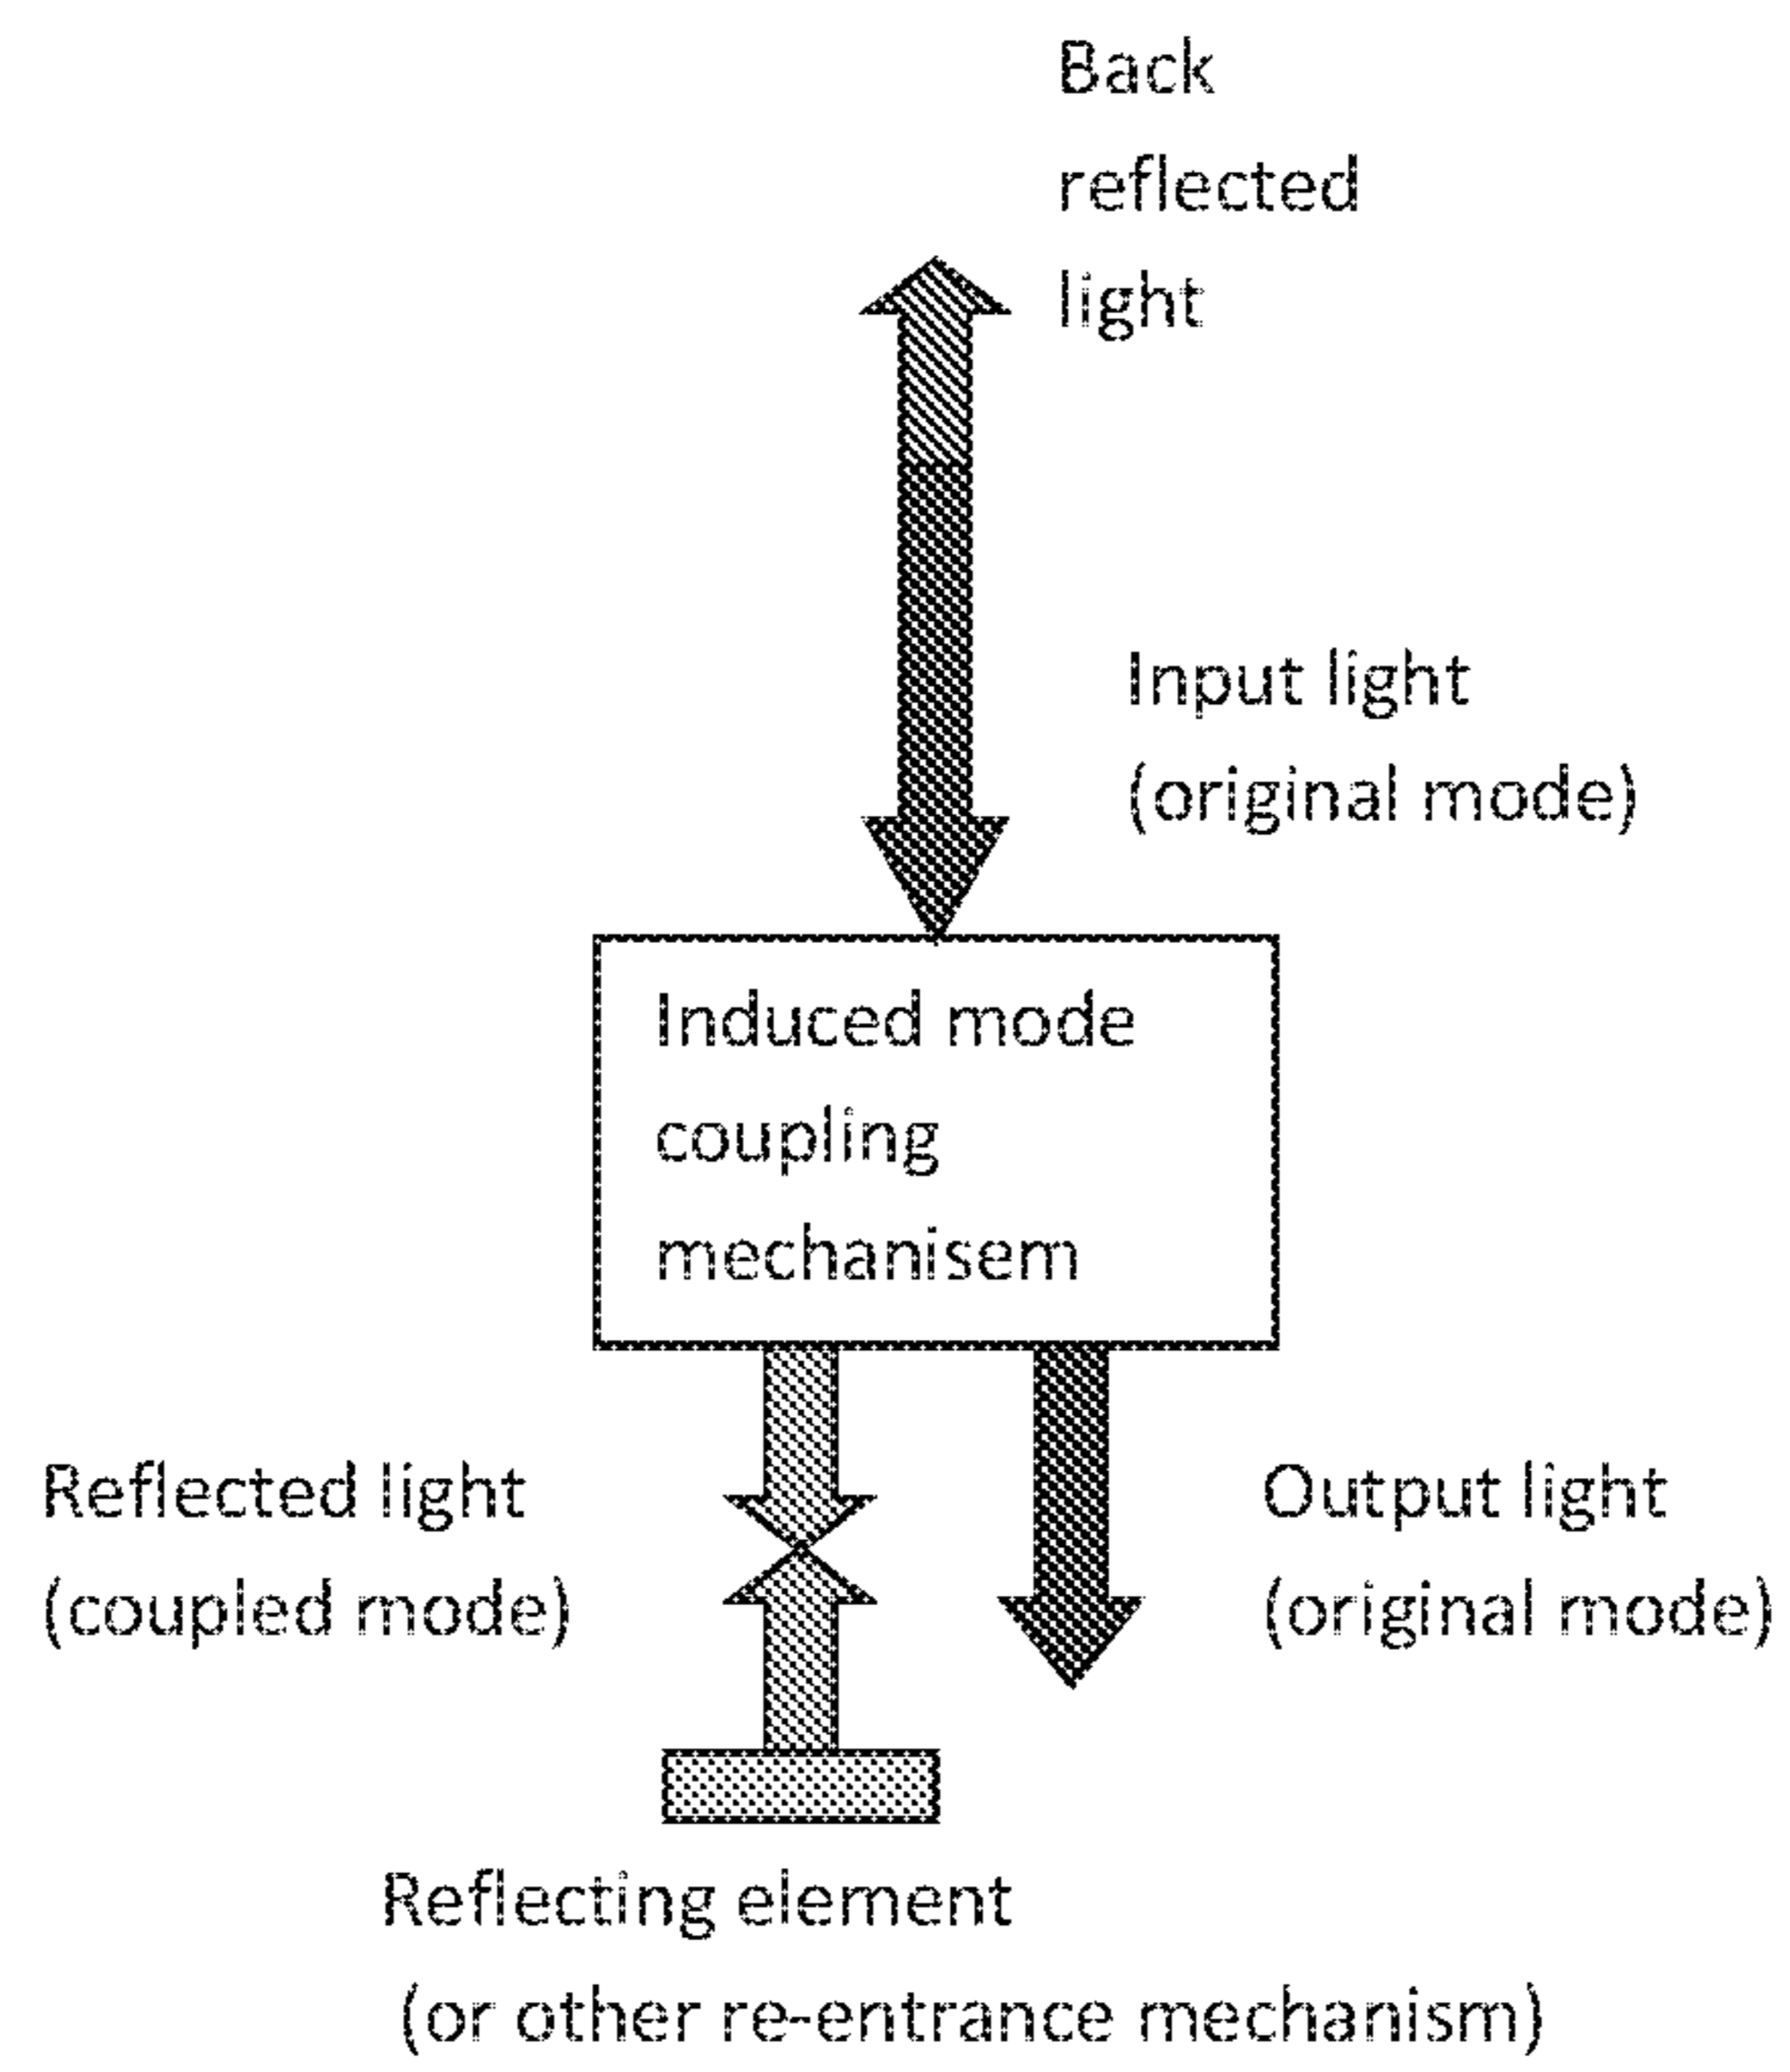 Back
reflected
light
Input light
(original mode)
Induced mode
coupling
mechanisem
Reflected light
(coupled mode)
Output light
(original mode)
Reflecting element
(or other re-entrance mechanism)